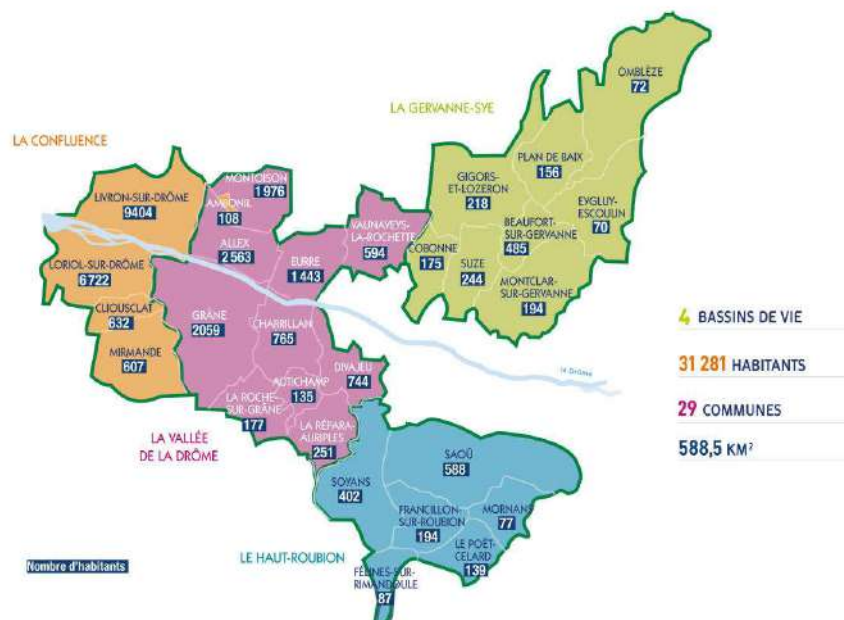 OMBLÈZE
72
LA GERVANNE-SYE
LA CONFLUENCE
PLAN DE BAIX
156
MONTOISON
1 976
GIGORS-
ET-LOZERON
218
LIVRON-SUR-DRÔME
9404
AMBONIL
108
EYGLUY-
ESCOULIN
70
BEAUFORT-
SUR-GERVANNE
485
VAUNAVEYS-
LA-ROCHETTE
594
ALLEX
2 563
COBONNE
175
EURRE
1 443
SUZE
244
LORIOL-SUR-DRÔME
6 722
MONTCLAR-
SUR-GERVANNE
194
CLIOUSCLAT
632
GRÂNE
2059
CHABRILLAN
765
4 BASSINS DE VIE
MIRMANDE
607
31 281 HABITANTS
DIVAJEU
744
la Drôme
AUTICHAMP
135
LA ROCHE-
SUR-GRÂNE
177
29 COMMUNES
LA RÉPARA-
AURIPLES
251
LA VALLÉE
DE LA DRÔME
588,5 KM²
SAOÛ
588
SOYANS
402
FRANCILLON-
SUR-ROUBION
194
MORNANS
77
LE POËT-
CELARD
139
LE HAUT-ROUBION
Nombre d'habitants
FÉLINES-SUR-
RIMANDOULE
87